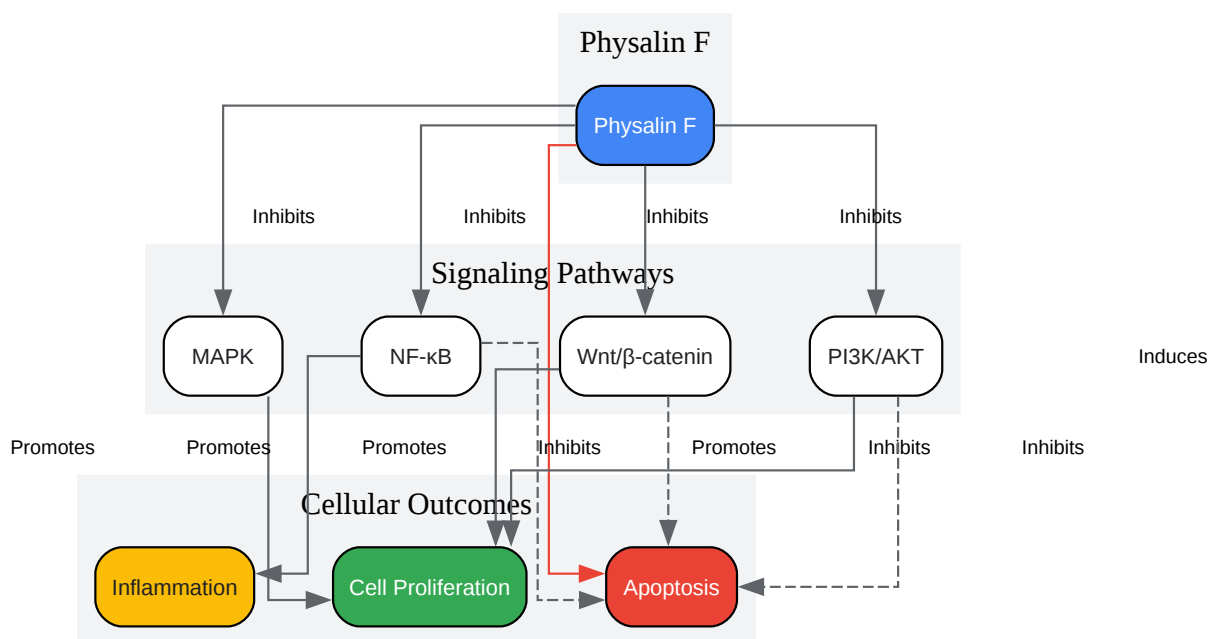 Physalin F
Physalin F
Inhibits
Inhibits
Inhibits
Inhibits
Signaling Pathways
MAPK
NF-κB
Wnt/β-catenin
PI3K/AKT
Induces
Promotes
Promotes
Promotes
Inhibits
Promotes
Inhibits
Inhibits
Cellular Outcomes
Inflammation
Cell Proliferation
Apoptosis